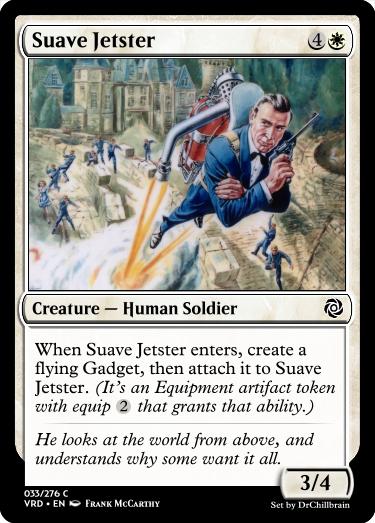 Suave Jetster 4
Creature — Human Soldier
When Suave Jetster enters, create a
flying Gadget, then attach it to Suave
Jetster. (It's an Equipment artifact token
with equip 2 that grants that ability.)
He looks at the world from above, and
understands why some want it all.
3/4
033/276 C
VRD • EN Frank McCarthy
Set by DrChillbrain